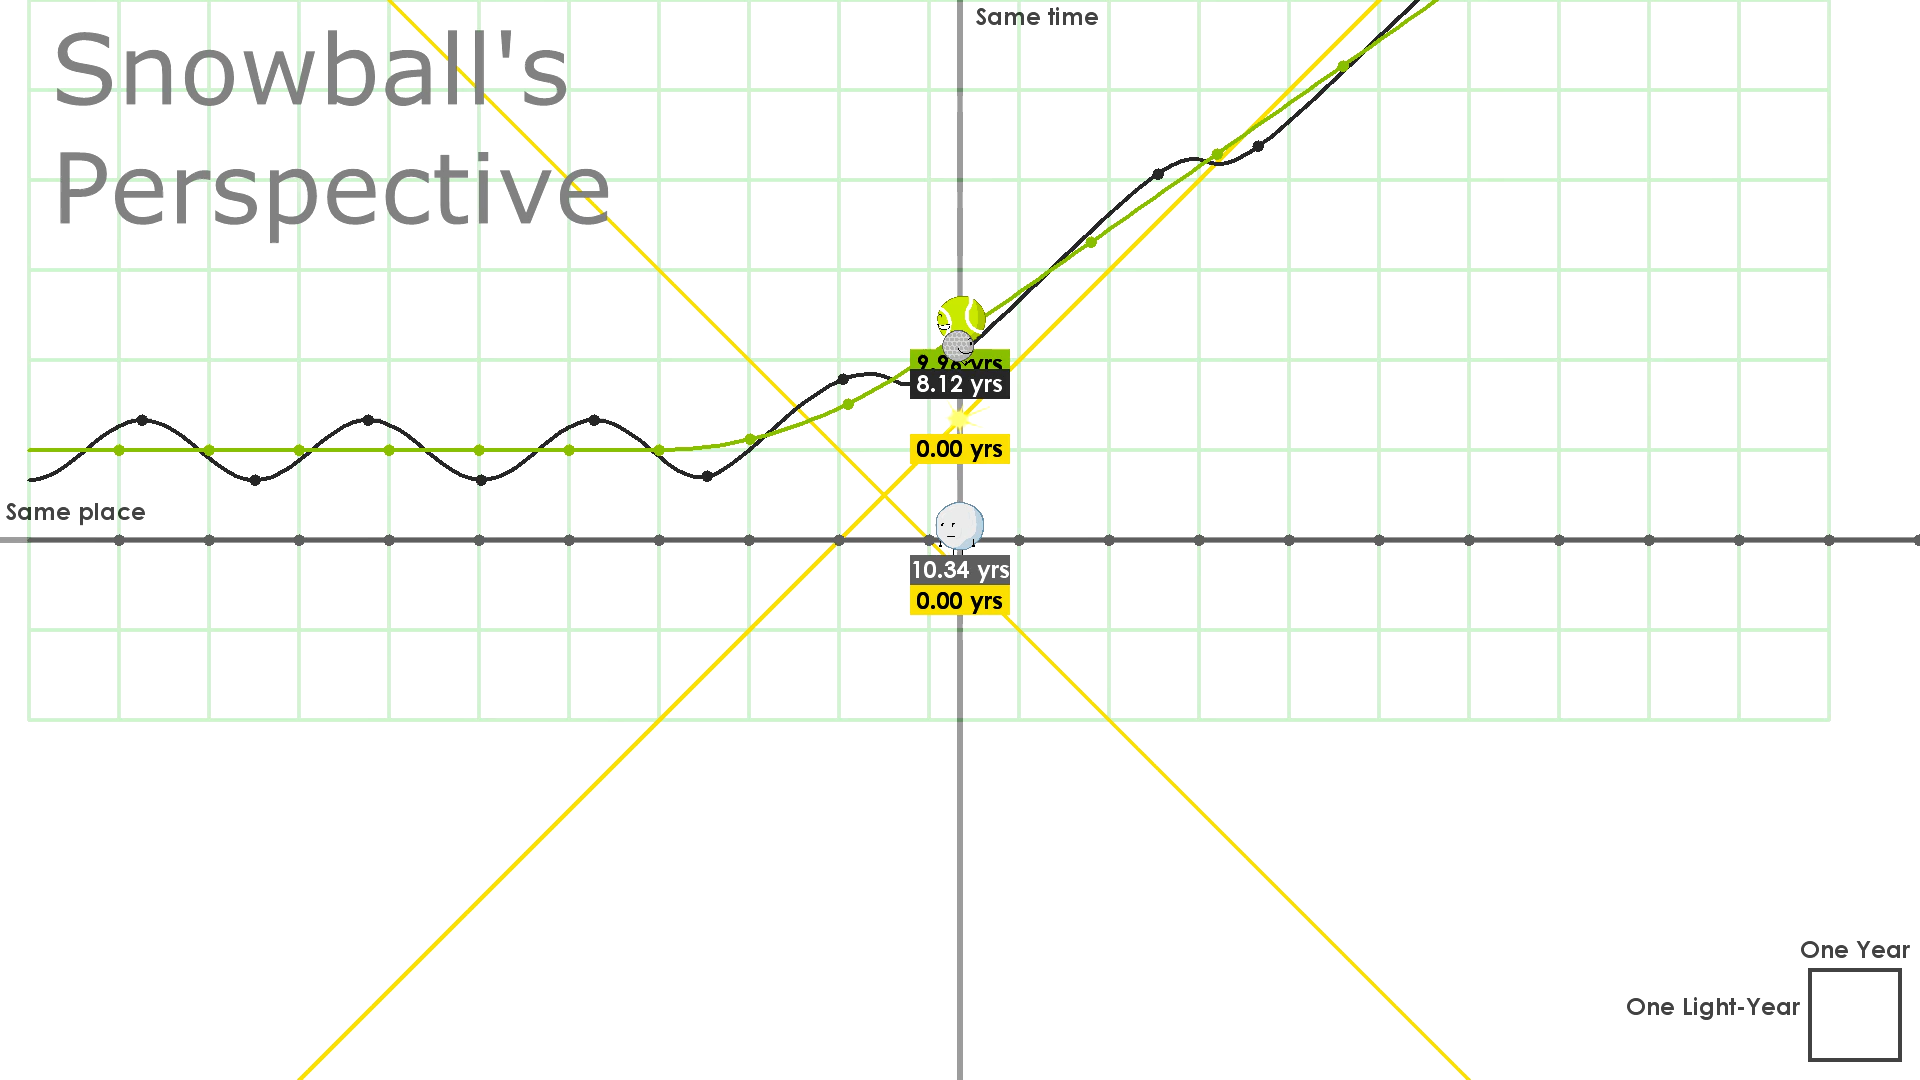 Same time
Snowball's
Perspective
yrs
8.12 yrs
0.00 yrs
Same place
10.34 yrs
0.00 yrs
One Year
One Light-Year